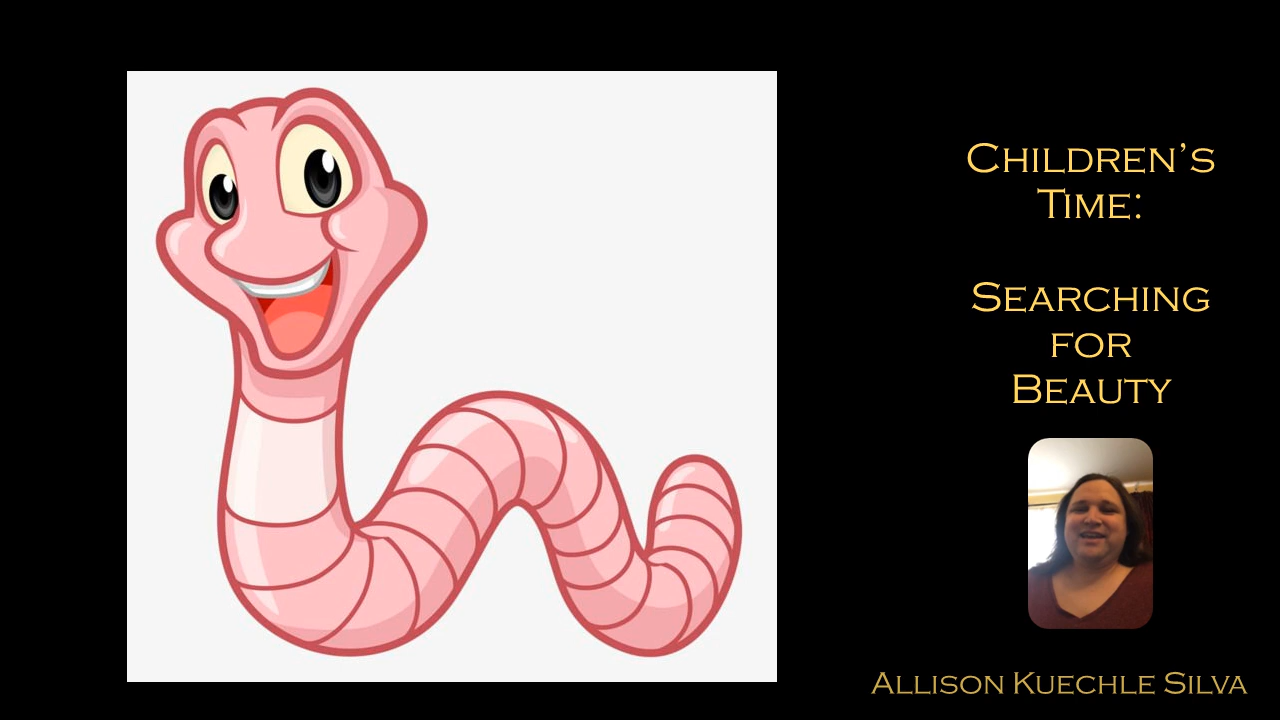 Children's
Time:
Searching
for
Beauty
Allison Kuechle Silva